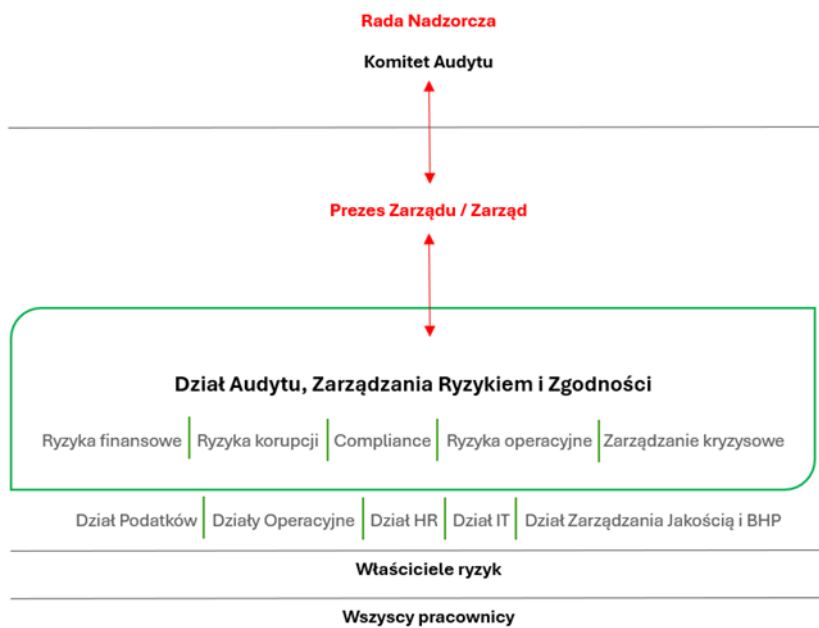 Rada Nadzorcza
Komitet Audytu
Prezes Zarządu / Zarząd
Dział Audytu, Zarządzania Ryzykiem i Zgodności
Ryzyka finansowe Ryzyka korupcji Compliance Ryzyka operacyjne Zarządzanie kryzysowe
Dział Podatków Działy Operacyjne Dział HR Dział IT Dział Zarządzania Jakością i BHP
Właściciele ryzyk
Wszyscy pracownicy